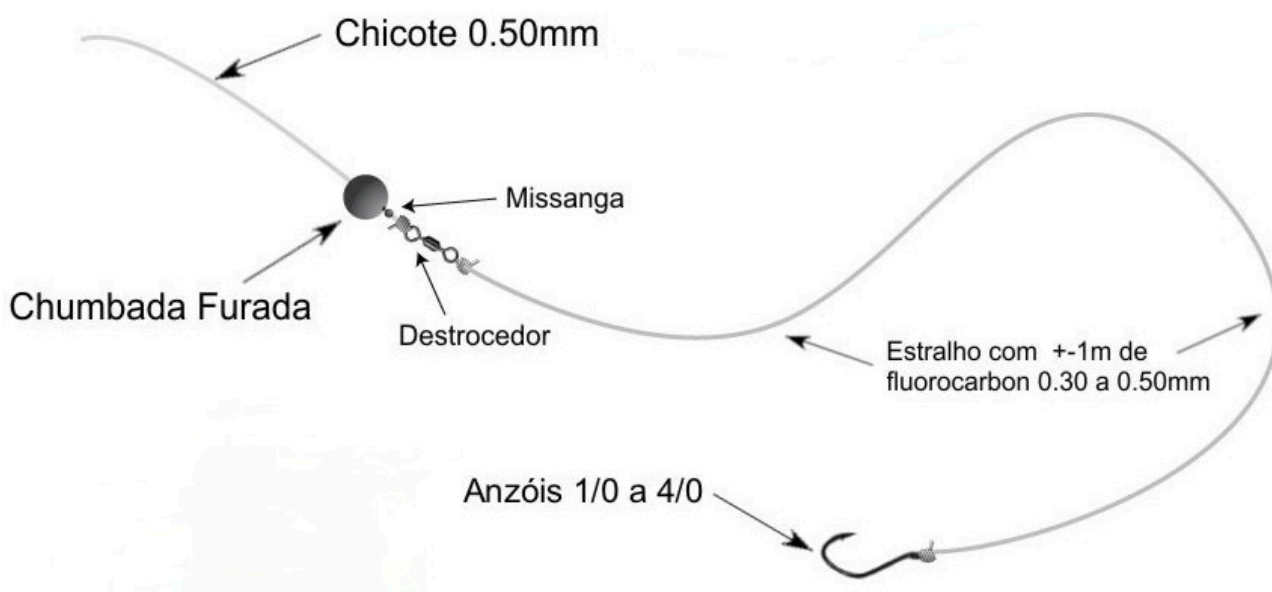 Chicote 0.50mm
Missanga
Chumbada Furada
Destrocedor
Estralho com +-1m de
fluorocarbon 0.30 a 0.50mm
Anzóis 1/0 a 4/0